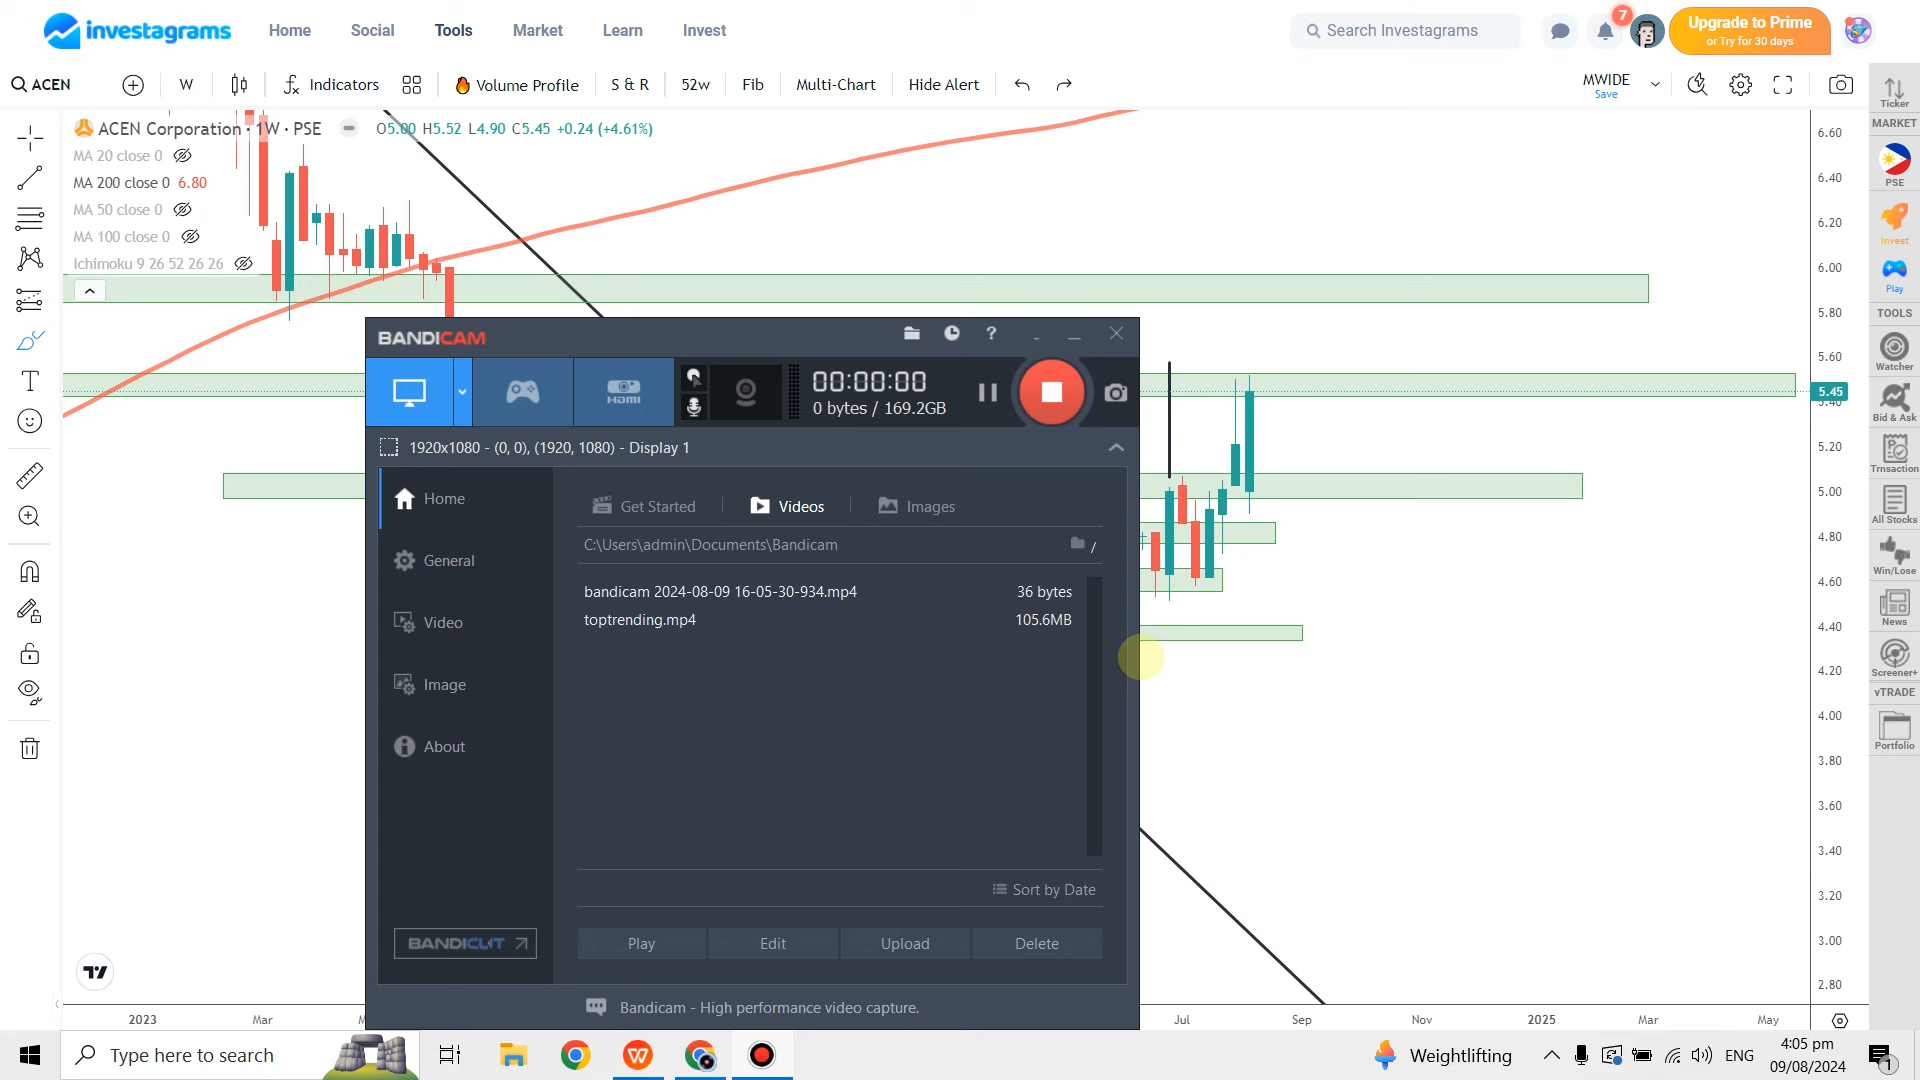 investagrams Home Social Tools Market Learn Invest Search Investagrams 7 Upgrade to Prime
or Try for 30 days
ACEN W Indicators Volume Profile S & R 52w Fib Multi-Chart Hide Alert MWIDE
Save
ACEN Corporation · 1W · PSE O5.00 H5.52 L4.90 C5.45 +0.24 (+4.61%)
MA 20 close 0
MA 200 close 0 6.80
MA 50 close 0
MA 100 close 0
Ichimoku 9 26 52 26 26
BANDICAM ?
00:00:00
0 bytes / 169.2GB
HDMI
1920x1080 - (0, 0), (1920, 1080) - Display 1
Home
General
Video
Image
About
BANDICUT
Get Started Videos Images
C:\Users\admin\Documents\Bandicam /
bandicam 2024-08-09 16-05-30-934.mp4 36 bytes
toptrending.mp4 105.6MB
Sort by Date
Play Edit Upload Delete
Bandicam - High performance video capture.
6.60
6.40
6.20
6.00
5.80
5.60
5.45
5.40
5.20
5.00
4.80
4.60
4.40
4.20
4.00
3.80
3.60
3.40
3.20
3.00
2.80
Ticker
MARKET
PSE
Invest
Play
TOOLS
Watcher
Bid & Ask
Trnsaction
All Stocks
Win/Lose
News
Screener+
vTRADE
Portfolio
2023 Mar M Jul Sep Nov 2025 Mar May
Type here to search Weightlifting ENG 4:05 pm
09/08/2024 1